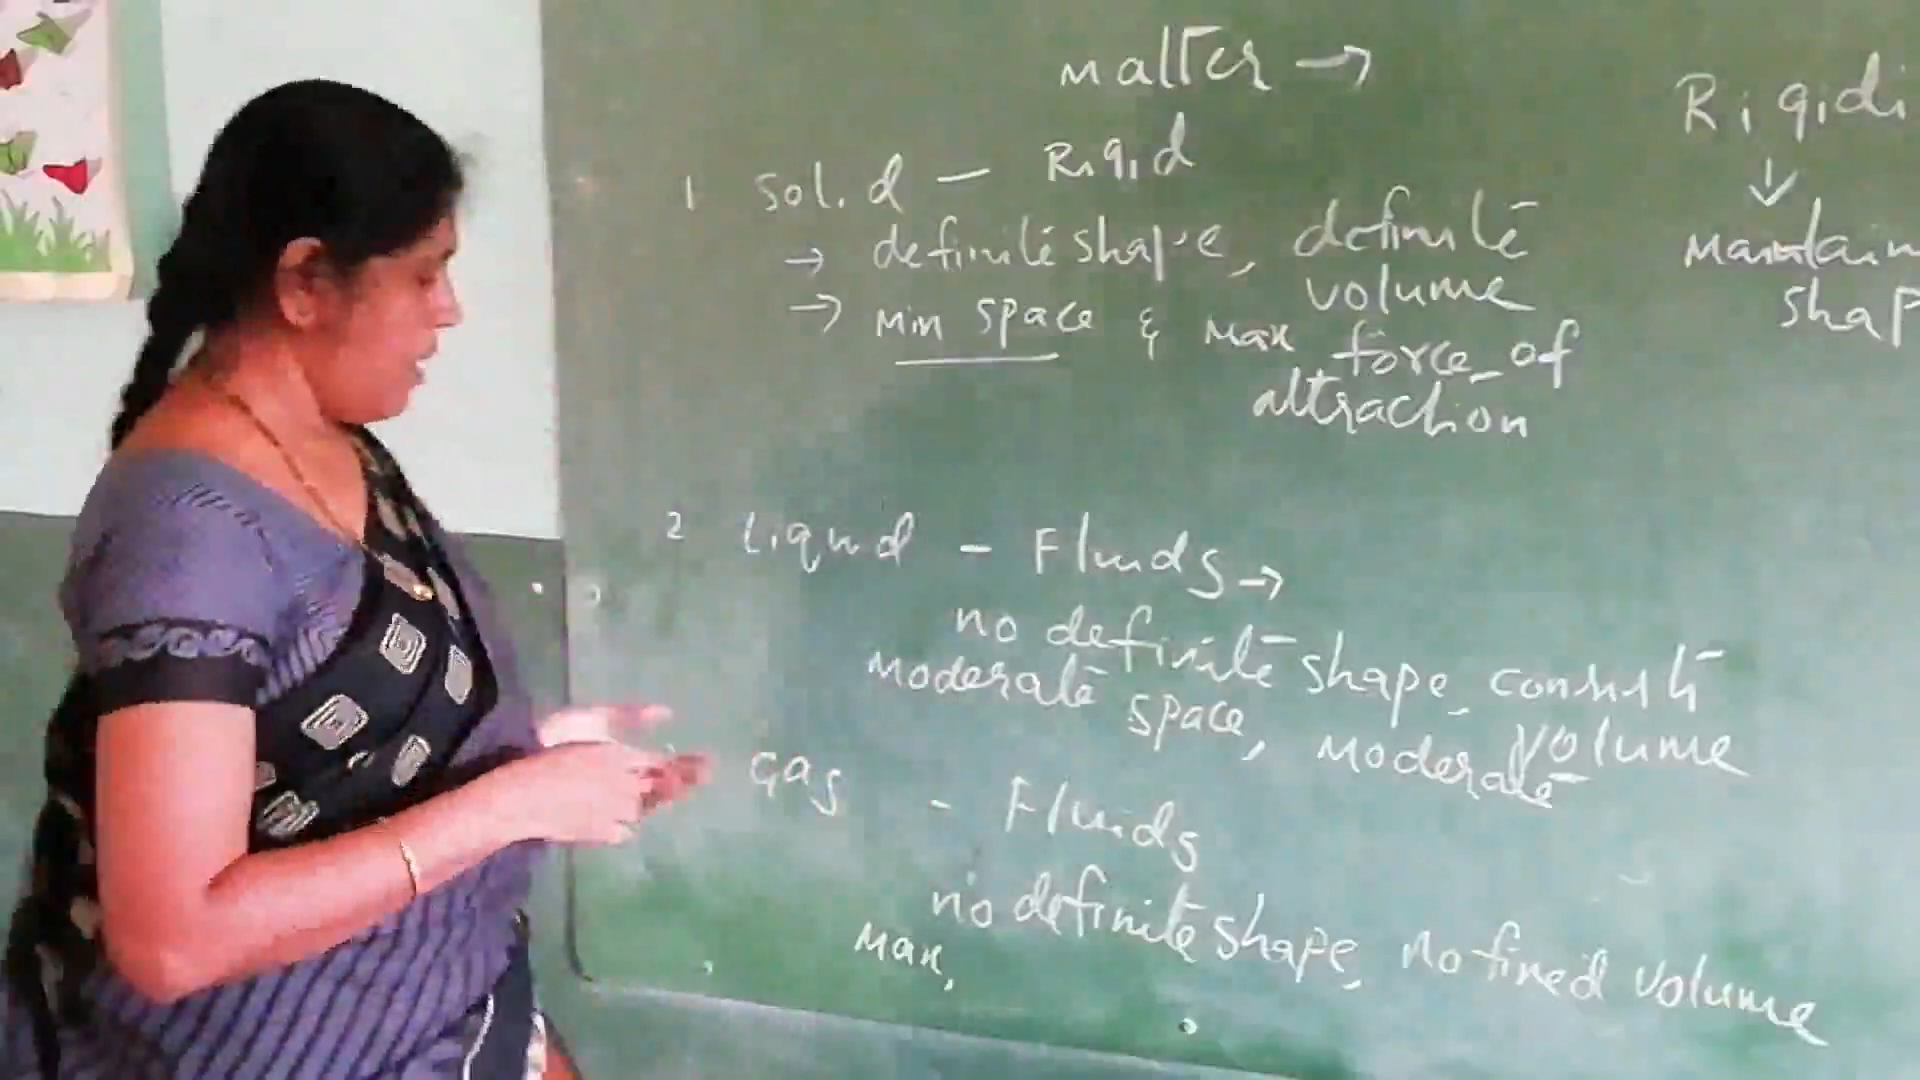 matter →
1 Solid - Rigid
→ definite shape, definite
volume
→ Min space & Max force of
attraction
2 Liquid - Fluids →
no definite shape,
volume
moderate space, moderate
Gas - Fluids
no definite shape, no fixed volume
Max,
Rigidi
↓
Maintain
shap